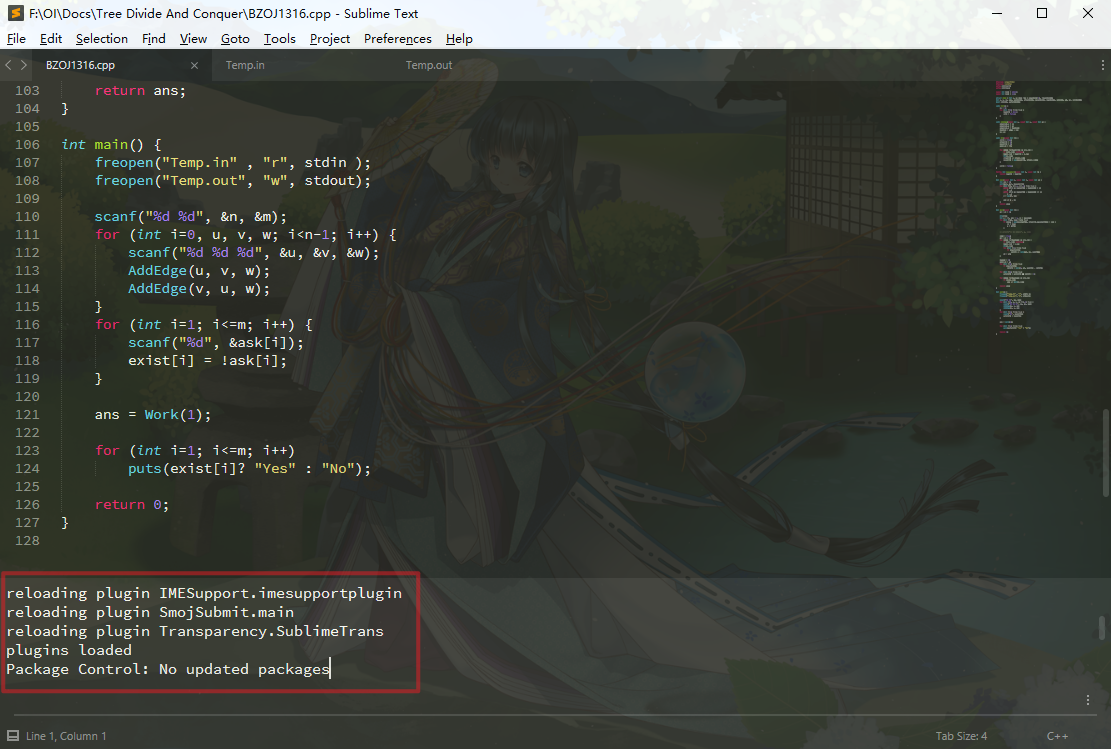 F:\OI\Docs\Tree Divide And Conquer\BZOJ1316.cpp - Sublime Text
File Edit Selection Find View Goto Tools Project Preferences Help
BZOJ1316.cpp × Temp.in Temp.out
103 return ans;
104 }
105
106 int main() {
107 freopen("Temp.in" , "r", stdin );
108 freopen("Temp.out", "w", stdout);
109
110 scanf("%d %d", &n, &m);
111 for (int i=0, u, v, w; i<n-1; i++) {
112 scanf("%d %d %d", &u, &v, &w);
113 AddEdge(u, v, w);
114 AddEdge(v, u, w);
115 }
116 for (int i=1; i<=m; i++) {
117 scanf("%d", &ask[i]);
118 exist[i] = !ask[i];
119 }
120
121 ans = Work(1);
122
123 for (int i=1; i<=m; i++)
124 puts(exist[i]? "Yes" : "No");
125
126 return 0;
127 }
128
reloading plugin IMESupport.imesupportplugin
reloading plugin SmojSubmit.main
reloading plugin Transparency.SublimeTrans
plugins loaded
Package Control: No updated packages
Line 1, Column 1 Tab Size: 4 C++